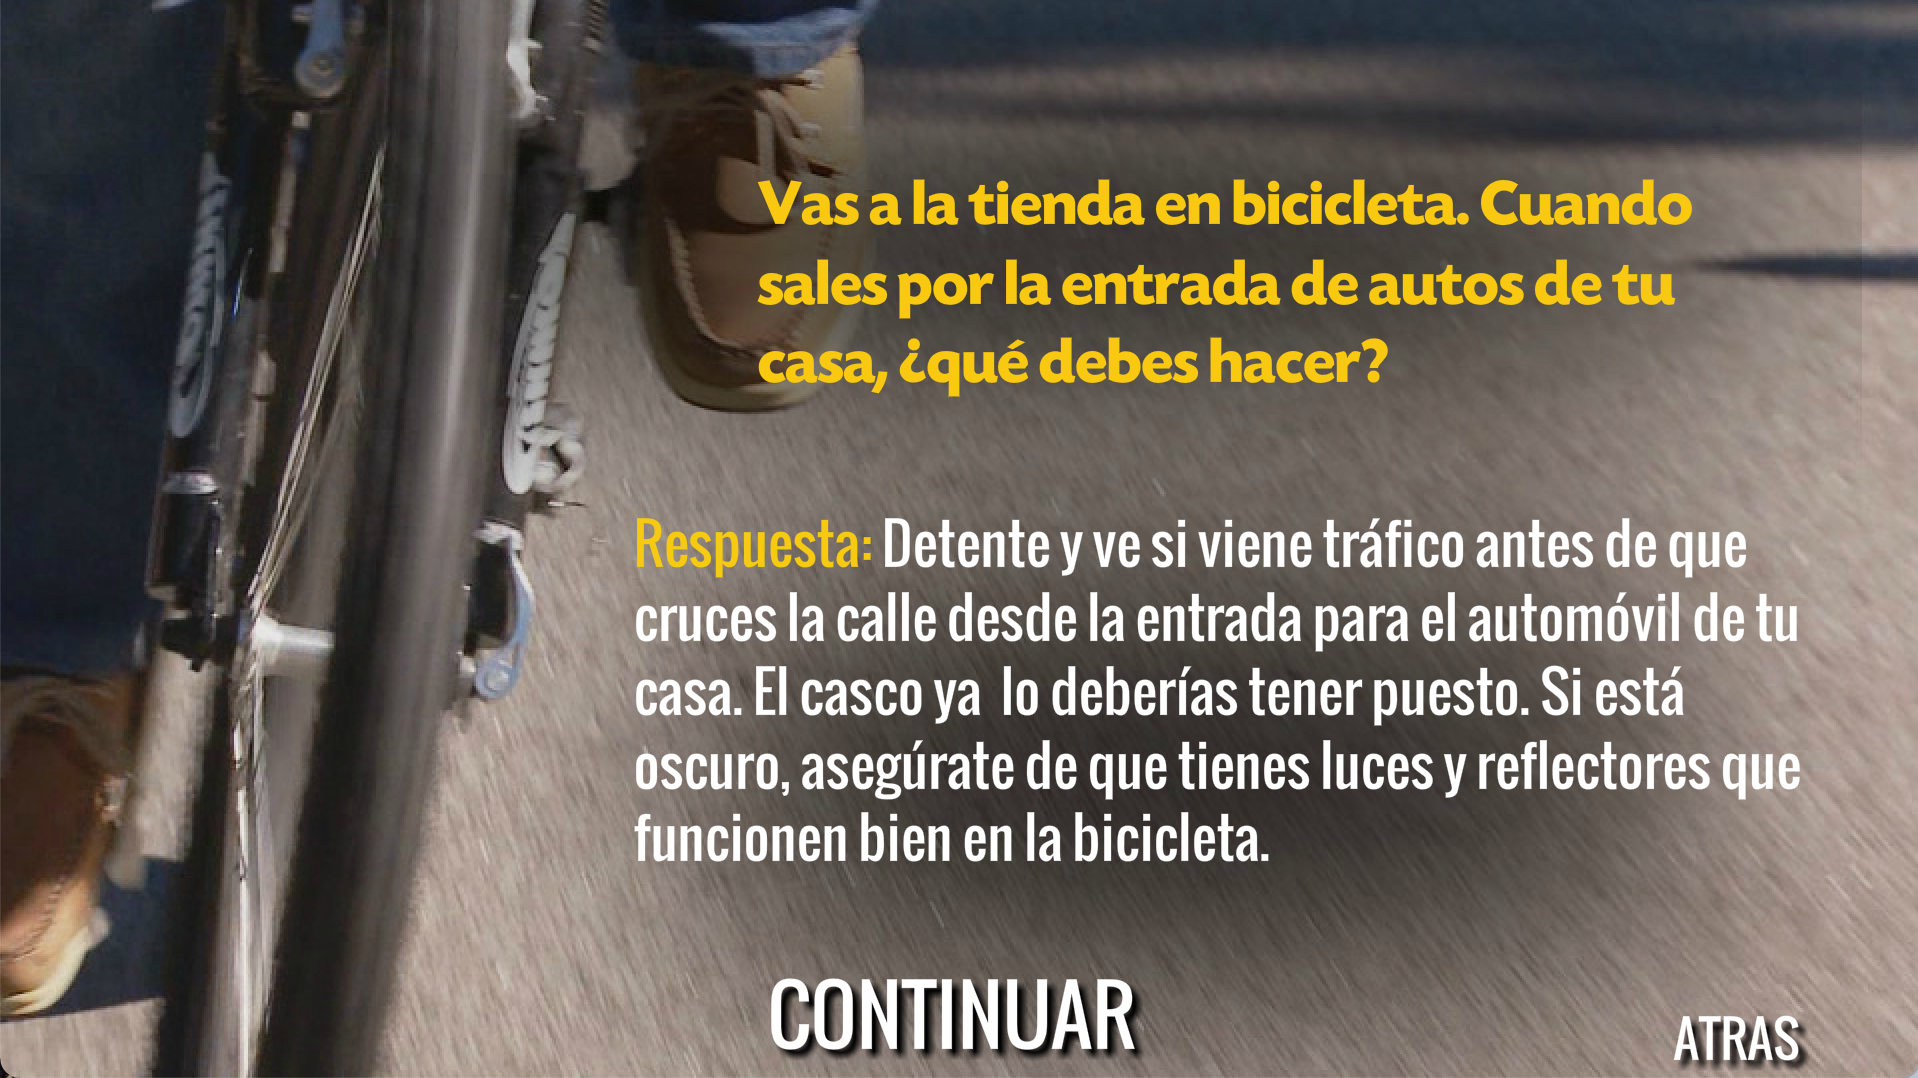 Vas a la tienda en bicicleta. Cuando
sales por la entrada de autos de tu
casa, ¿qué debes hacer?
Respuesta: Detente y ve si viene tráfico antes de que
cruces la calle desde la entrada para el automóvil de tu
casa. El casco ya  lo deberías tener puesto. Si está
oscuro, asegúrate de que tienes luces y reflectores que
funcionen bien en la bicicleta.
CONTINUAR
ATRAS